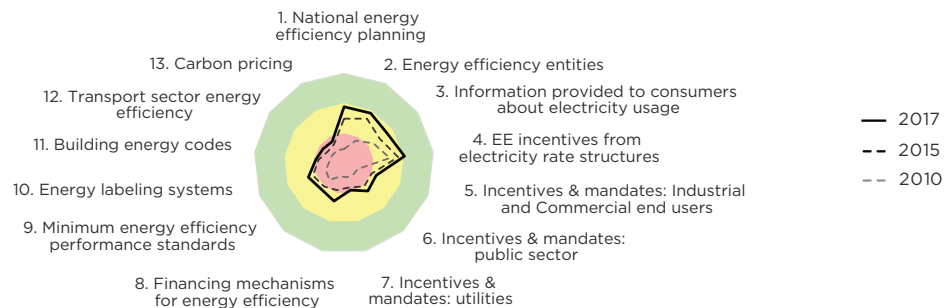 1. National energy
efficiency planning
2. Energy efficiency entities
3. Information provided to consumers
about electricity usage
4. EE incentives from
electricity rate structures
5. Incentives & mandates: Industrial
and Commercial end users
6. Incentives & mandates:
public sector
7. Incentives &
mandates: utilities
8. Financing mechanisms
for energy efficiency
9. Minimum energy efficiency
performance standards
10. Energy labeling systems
11. Building energy codes
12. Transport sector energy
efficiency
13. Carbon pricing
2017
2015
2010